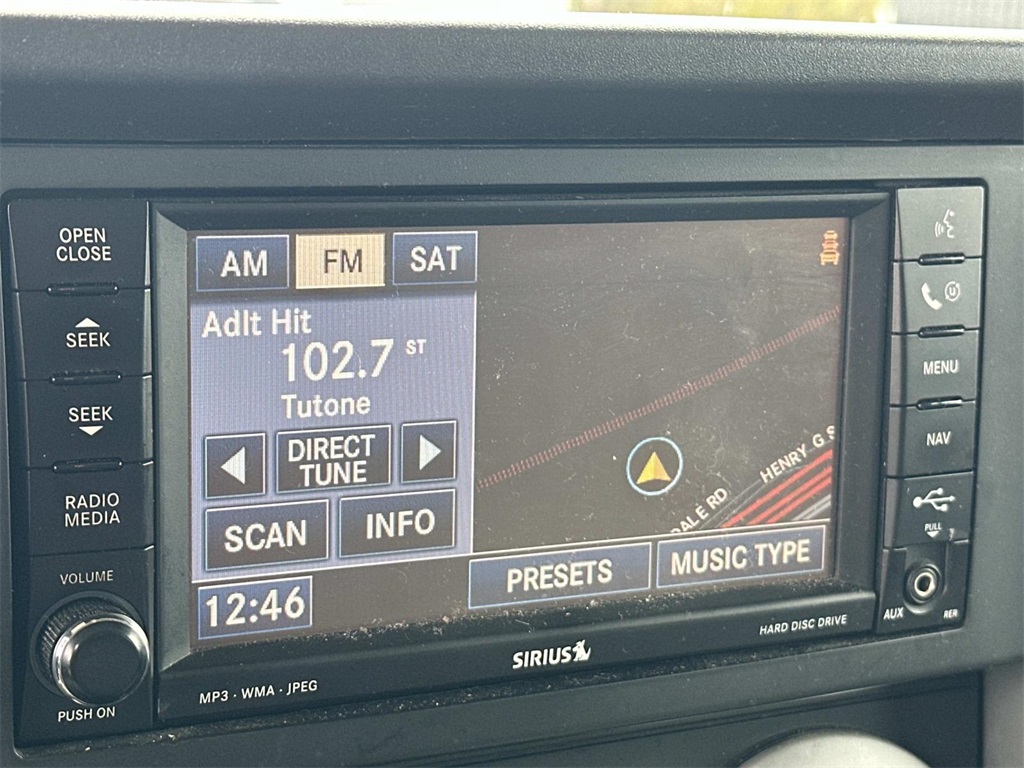 OPEN
CLOSE
SEEK
SEEK
RADIO
MEDIA
VOLUME
PUSH ON
AM
FM
SAT
Adlt Hit
102.7 ST
Tutone
DIRECT
TUNE
SCAN
INFO
12:46
PRESETS
MUSIC TYPE
HENRY G S
DALE RD
MP3 · WMA · JPEG
SIRIUS
HARD DISC DRIVE
U
MENU
NAV
PULL
AUX